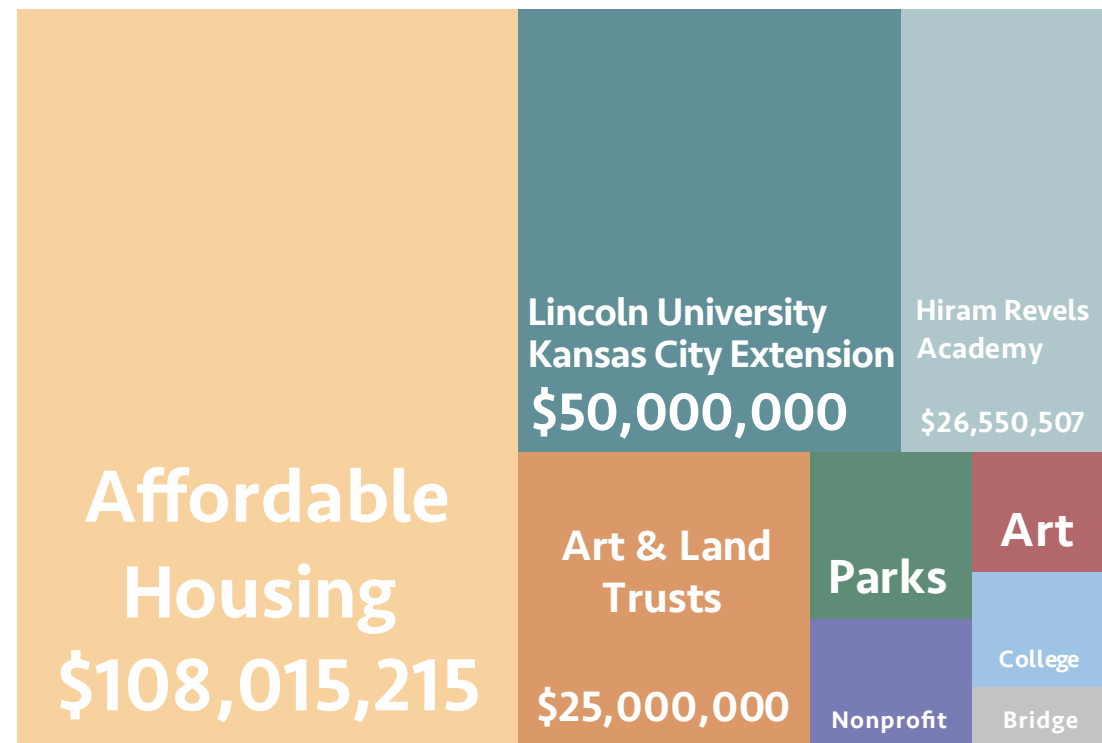 Affordable
Housing
$108,015,215
Lincoln University
Kansas City Extension
$50,000,000
Hiram Revels
Academy
$26,550,507
Art & Land
Trusts
$25,000,000
Parks
Nonprofit
Art
College
Bridge